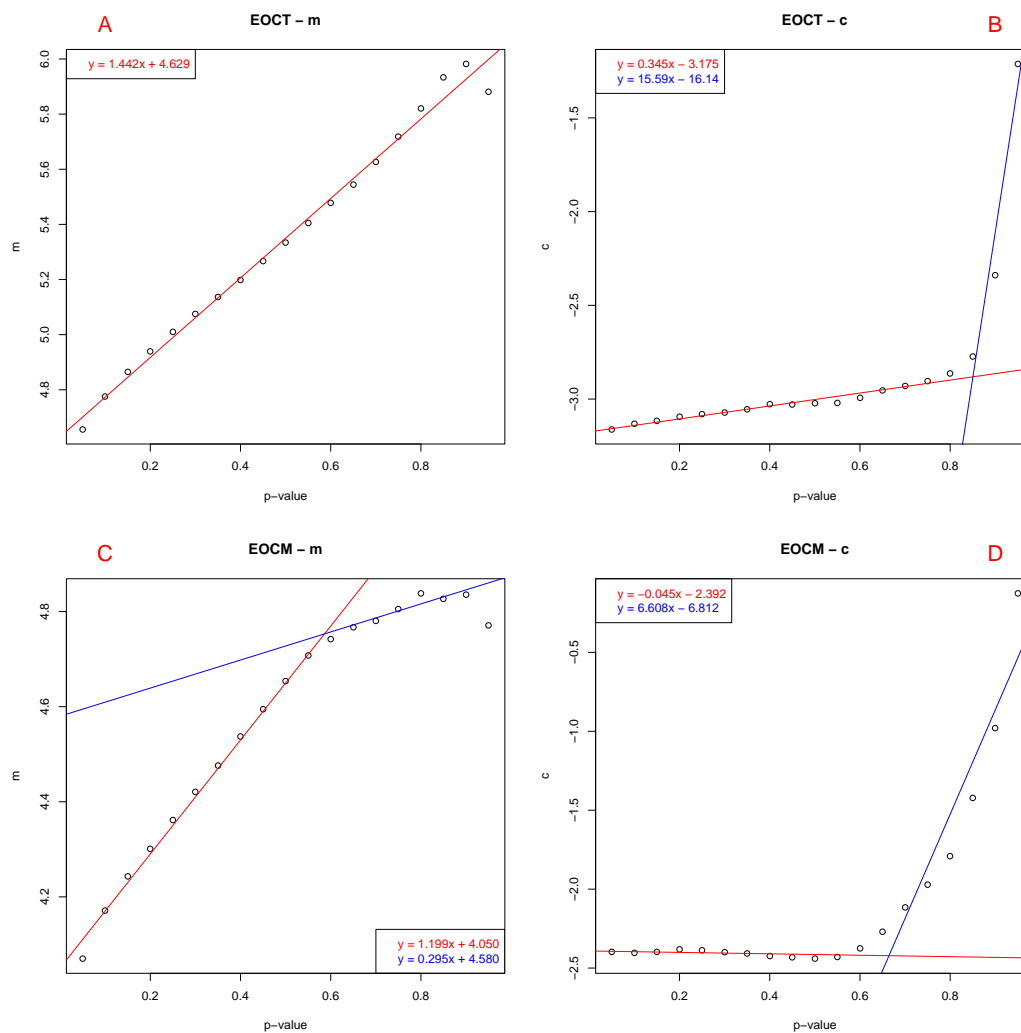 A
EOCT – m
y = 1.442x + 4.629
6.0
5.8
5.6
5.4
5.2
5.0
4.8
m
0.2 0.4 0.6 0.8
p−value
EOCT – c
B
y = 0.345x − 3.175
y = 15.59x − 16.14
−1.5
−2.0
−2.5
−3.0
c
0.2 0.4 0.6 0.8
p−value
C
EOCM – m
4.8
4.6
4.4
4.2
m
y = 1.199x + 4.050
y = 0.295x + 4.580
0.2 0.4 0.6 0.8
p−value
EOCM – c
D
y = −0.045x − 2.392
y = 6.608x − 6.812
−0.5
−1.0
−1.5
−2.0
−2.5
c
0.2 0.4 0.6 0.8
p−value